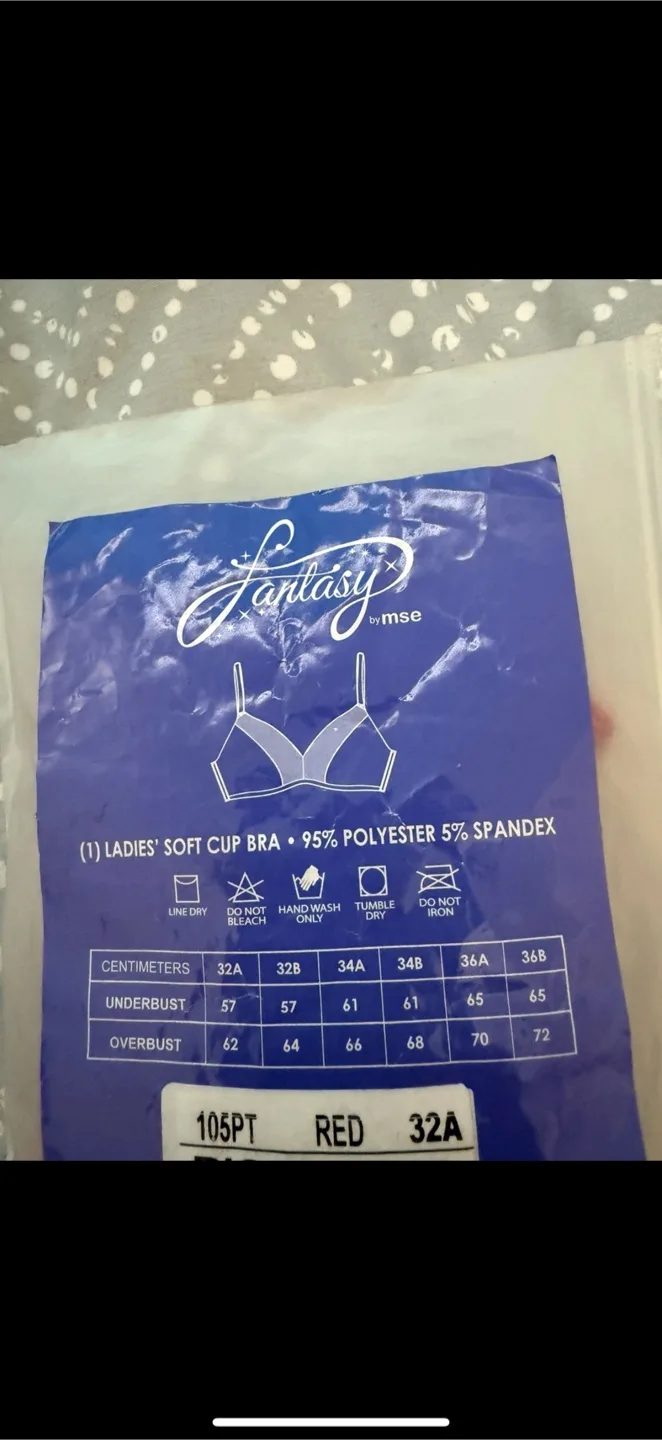 Fantasy
by mse
(1) LADIES' SOFT CUP BRA • 95% POLYESTER 5% SPANDEX
LINE DRY
DO NOT BLEACH
HAND WASH ONLY
TUMBLE DRY
DO NOT IRON
CENTIMETERS 32A 32B 34A 34B 36A 36B
UNDERBUST 57 57 61 61 65 65
OVERBUST 62 64 66 68 70 72
105PT RED 32A